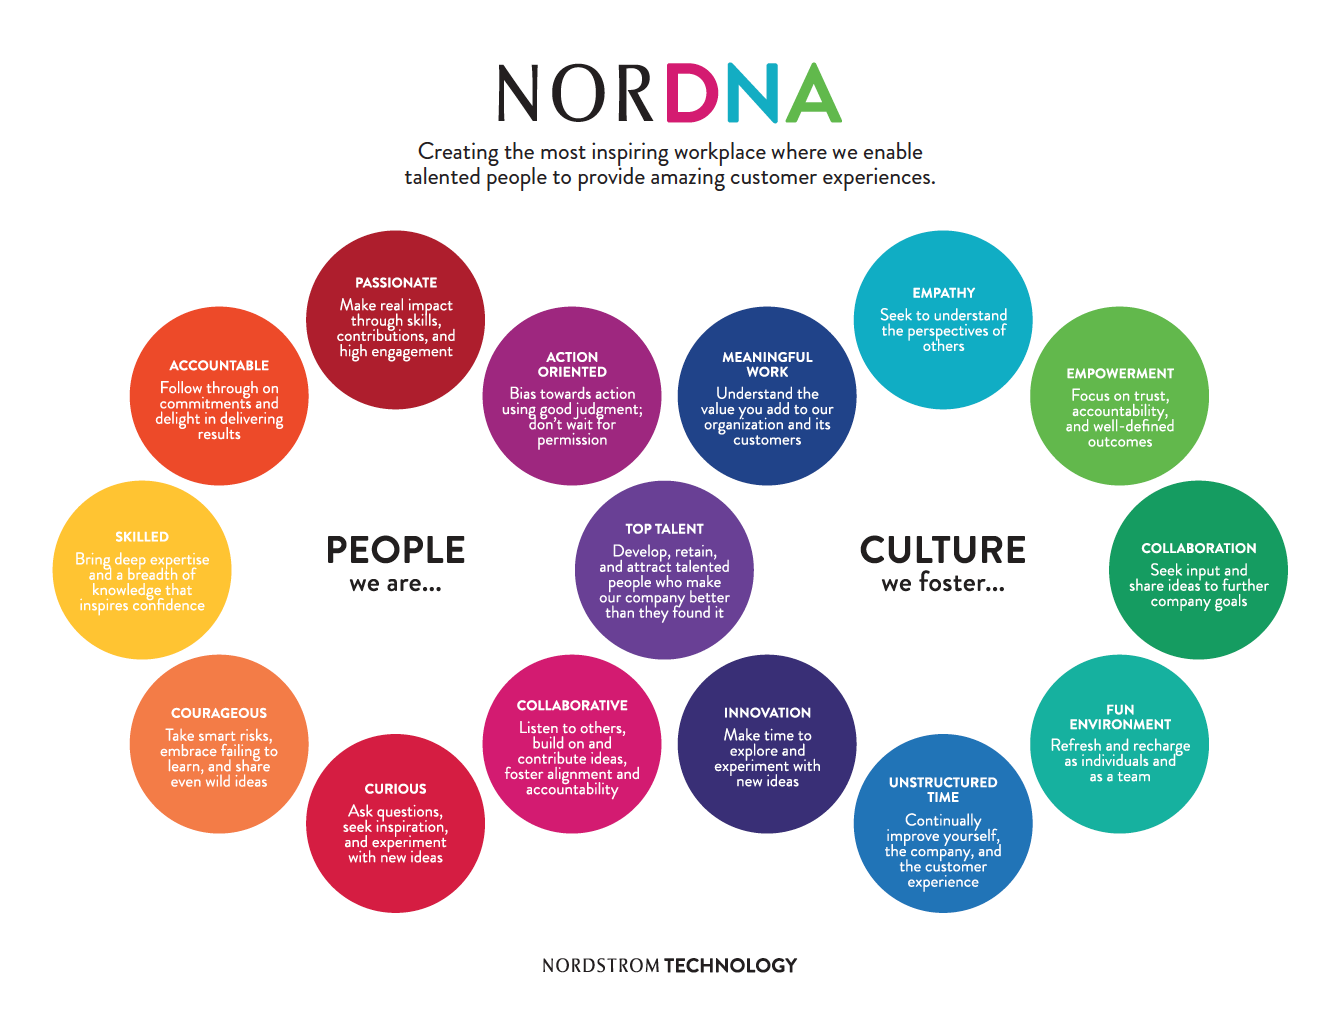 NORDNA
Creating the most inspiring workplace where we enable
talented people to provide amazing customer experiences.
PASSIONATE
Make real impact
through skills,
contributions, and
high engagement
EMPATHY
Seek to understand
the perspectives of
others
ACCOUNTABLE
Follow through on
commitments and
delight in delivering
results
ACTION
ORIENTED
Bias towards action
using good judgment;
don't wait for
permission
MEANINGFUL
WORK
Understand the
value you add to our
organization and its
customers
EMPOWERMENT
Focus on trust,
accountability,
and well-defined
outcomes
SKILLED
Bring deep expertise
and a breadth of
knowledge that
inspires confidence
PEOPLE
we are...
TOP TALENT
Develop, retain,
and attract talented
people who make
our company better
than they found it
CULTURE
we foster...
COLLABORATION
Seek input and
share ideas to further
company goals
COURAGEOUS
Take smart risks,
embrace failing to
learn, and share
even wild ideas
CURIOUS
Ask questions,
seek inspiration,
and experiment
with new ideas
COLLABORATIVE
Listen to others,
build on and
contribute ideas,
foster alignment and
accountability
INNOVATION
Make time to
explore and
experiment with
new ideas
UNSTRUCTURED
TIME
Continually
improve yourself,
the company, and
the customer
experience
FUN
ENVIRONMENT
Refresh and recharge
as individuals and
as a team
NORDSTROM TECHNOLOGY